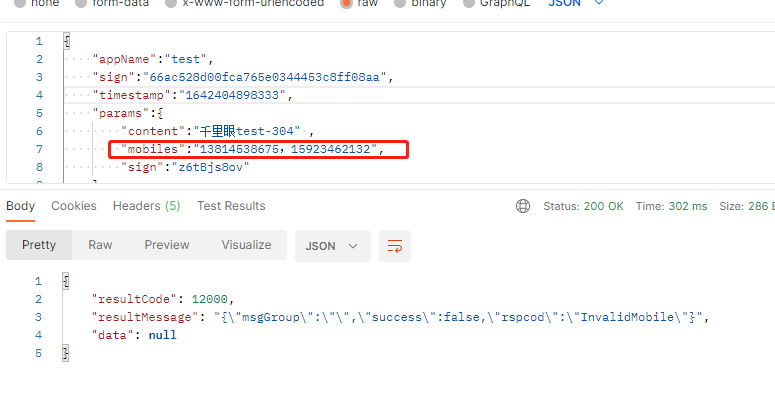 none form-data x-www-form-urlencoded raw binary GraphQL JSON
1 {
2 "appName":"test",
3 "sign":"66ac528d00fca765e0344453c8ff08aa",
4 "timestamp":"1642404898333",
5 "params":{
6 "content":"千里眼test-304" ,
7 "mobiles":"13814538675，15923462132",
8 "sign":"z6tBjs8ov"
Body Cookies Headers (5) Test Results Status: 200 OK Time: 302 ms Size: 286 B
Pretty Raw Preview Visualize JSON
1 {
2 "resultCode": 12000,
3 "resultMessage": "{\"msgGroup\":\"\",\"success\":false,\"rspcod\":\"InvalidMobile\"}",
4 "data": null
5 }